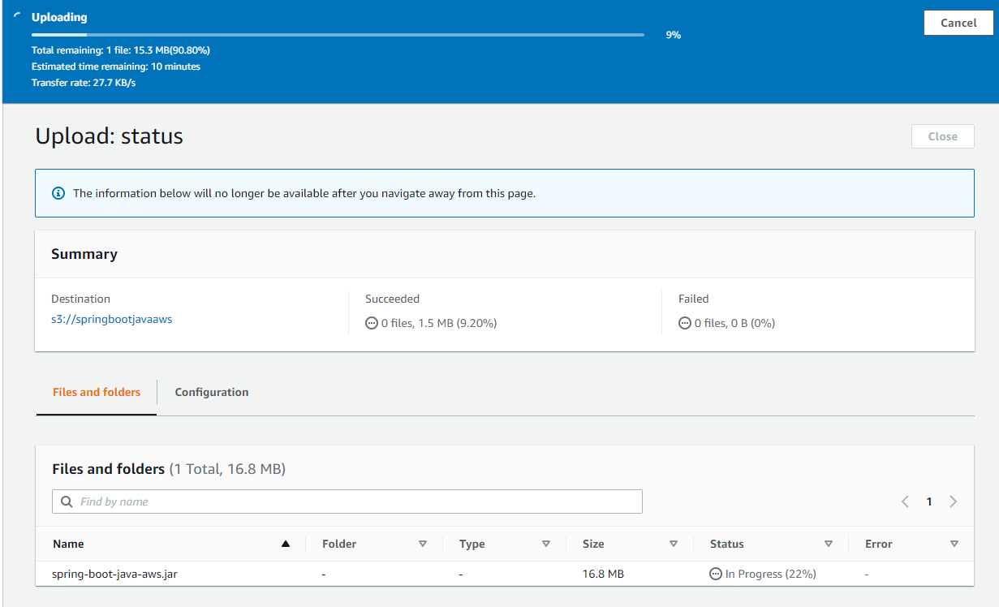 Uploading
Cancel
9%
Total remaining: 1 file: 15.3 MB(90.80%)
Estimated time remaining: 10 minutes
Transfer rate: 27.7 KB/s
Upload: status
Close
The information below will no longer be available after you navigate away from this page.
Summary
Destination
s3://springbootjavaaws
Succeeded
0 files, 1.5 MB (9.20%)
Failed
0 files, 0 B (0%)
Files and folders
Configuration
Files and folders (1 Total, 16.8 MB)
Find by name
1
Name Folder Type Size Status Error
spring-boot-java-aws.jar - - 16.8 MB In Progress (22%) -